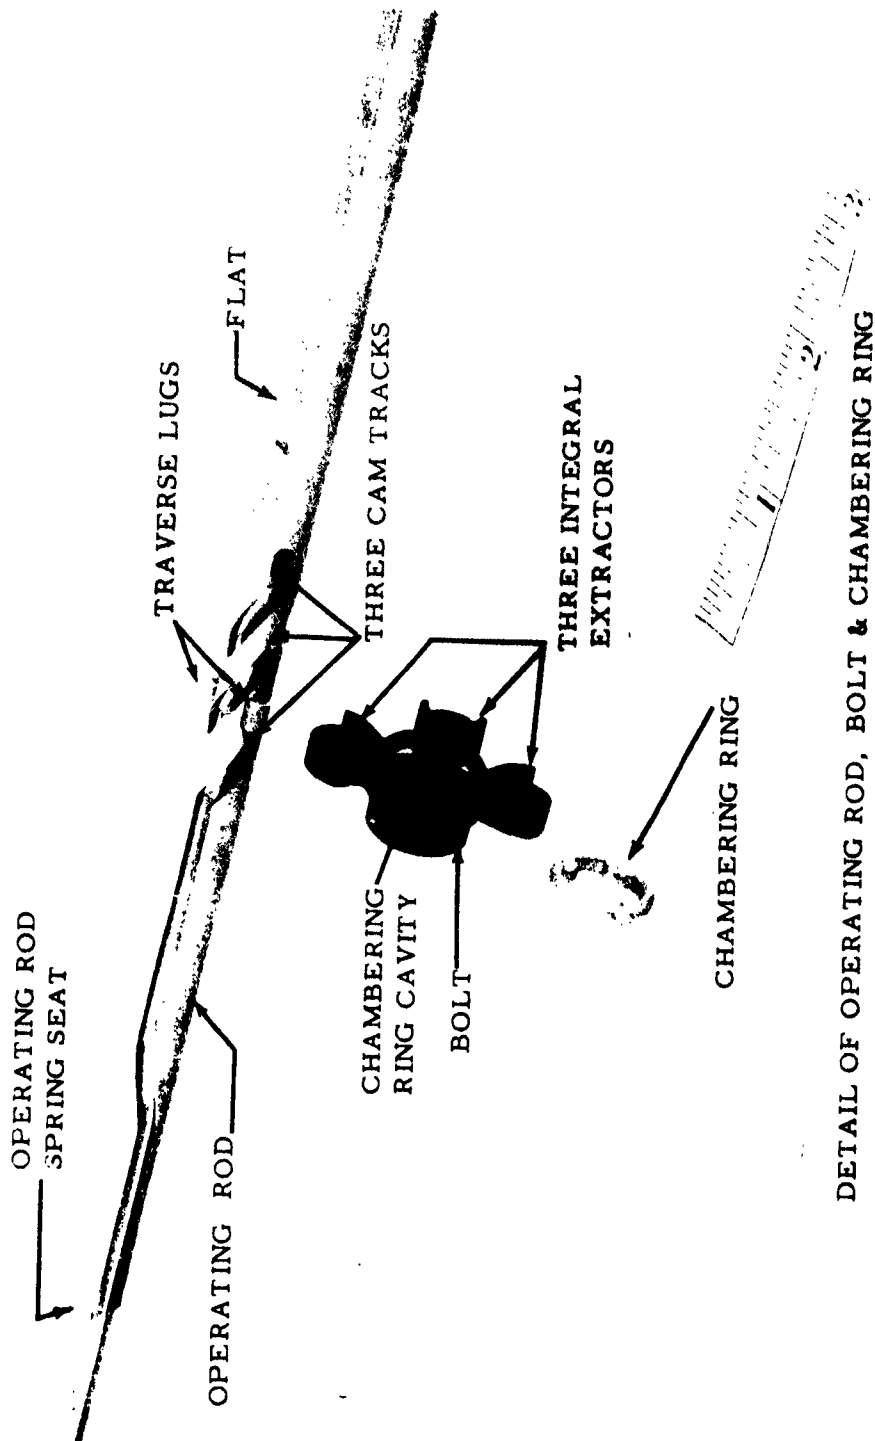 OPERATING ROD
SPRING SEAT
TRAVERSE LUGS
OPERATING ROD
FLAT
CHAMBERING
RING CAVITY
THREE CAM TRACKS
BOLT
THREE INTEGRAL
EXTRACTORS
CHAMBERING RING
1 2 3
DETAIL OF OPERATING ROD, BOLT & CHAMBERING RING